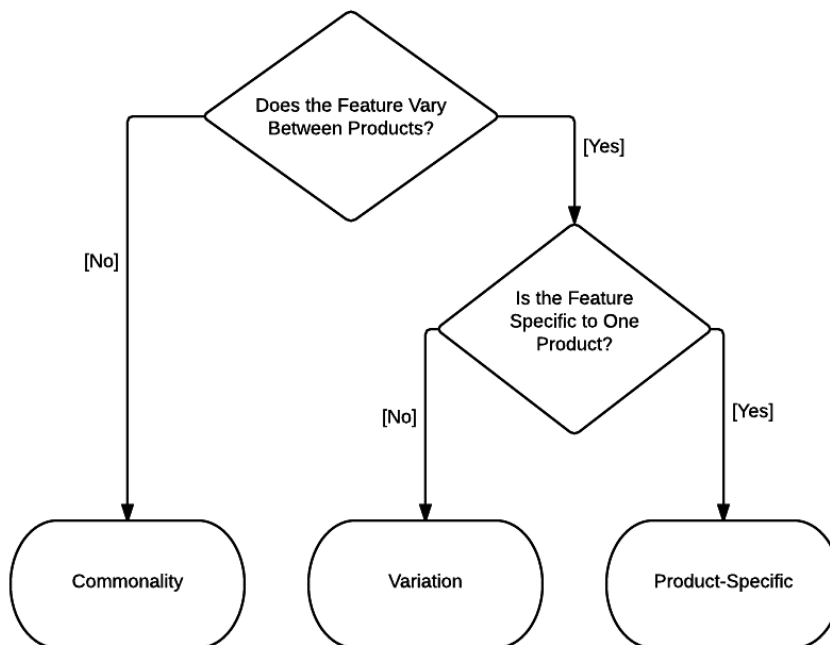 Does the Feature Vary
Between Products?
[Yes]
[No]
Is the Feature
Specific to One
Product?
[No]
[Yes]
Commonality
Variation
Product-Specific